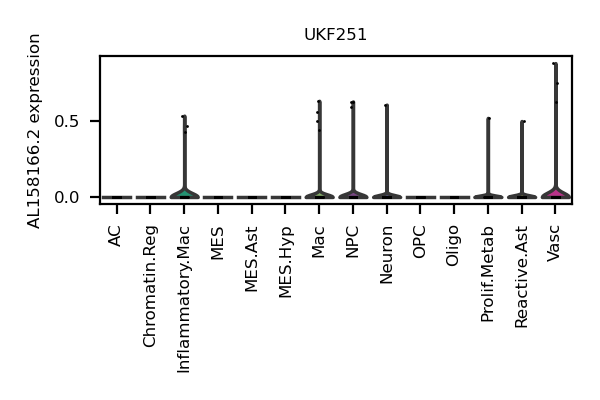 UKF251
AL158166.2 expression
0.5
0.0
AC
Chromatin.Reg
Inflammatory.Mac
MES
MES.Ast
MES.Hyp
Mac
NPC
Neuron
OPC
Oligo
Prolif.Metab
Reactive.Ast
Vasc